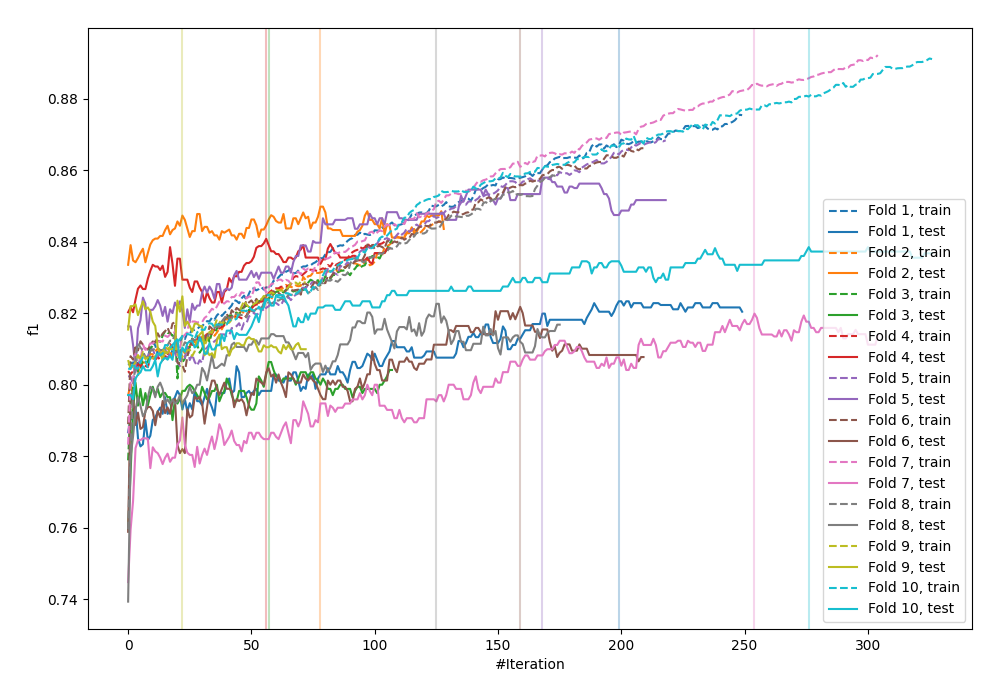 f1
0.88
0.86
0.84
0.82
0.80
0.78
0.76
0.74
0
50
100
150
200
250
300
#Iteration
Fold 1, train
Fold 1, test
Fold 2, train
Fold 2, test
Fold 3, train
Fold 3, test
Fold 4, train
Fold 4, test
Fold 5, train
Fold 5, test
Fold 6, train
Fold 6, test
Fold 7, train
Fold 7, test
Fold 8, train
Fold 8, test
Fold 9, train
Fold 9, test
Fold 10, train
Fold 10, test